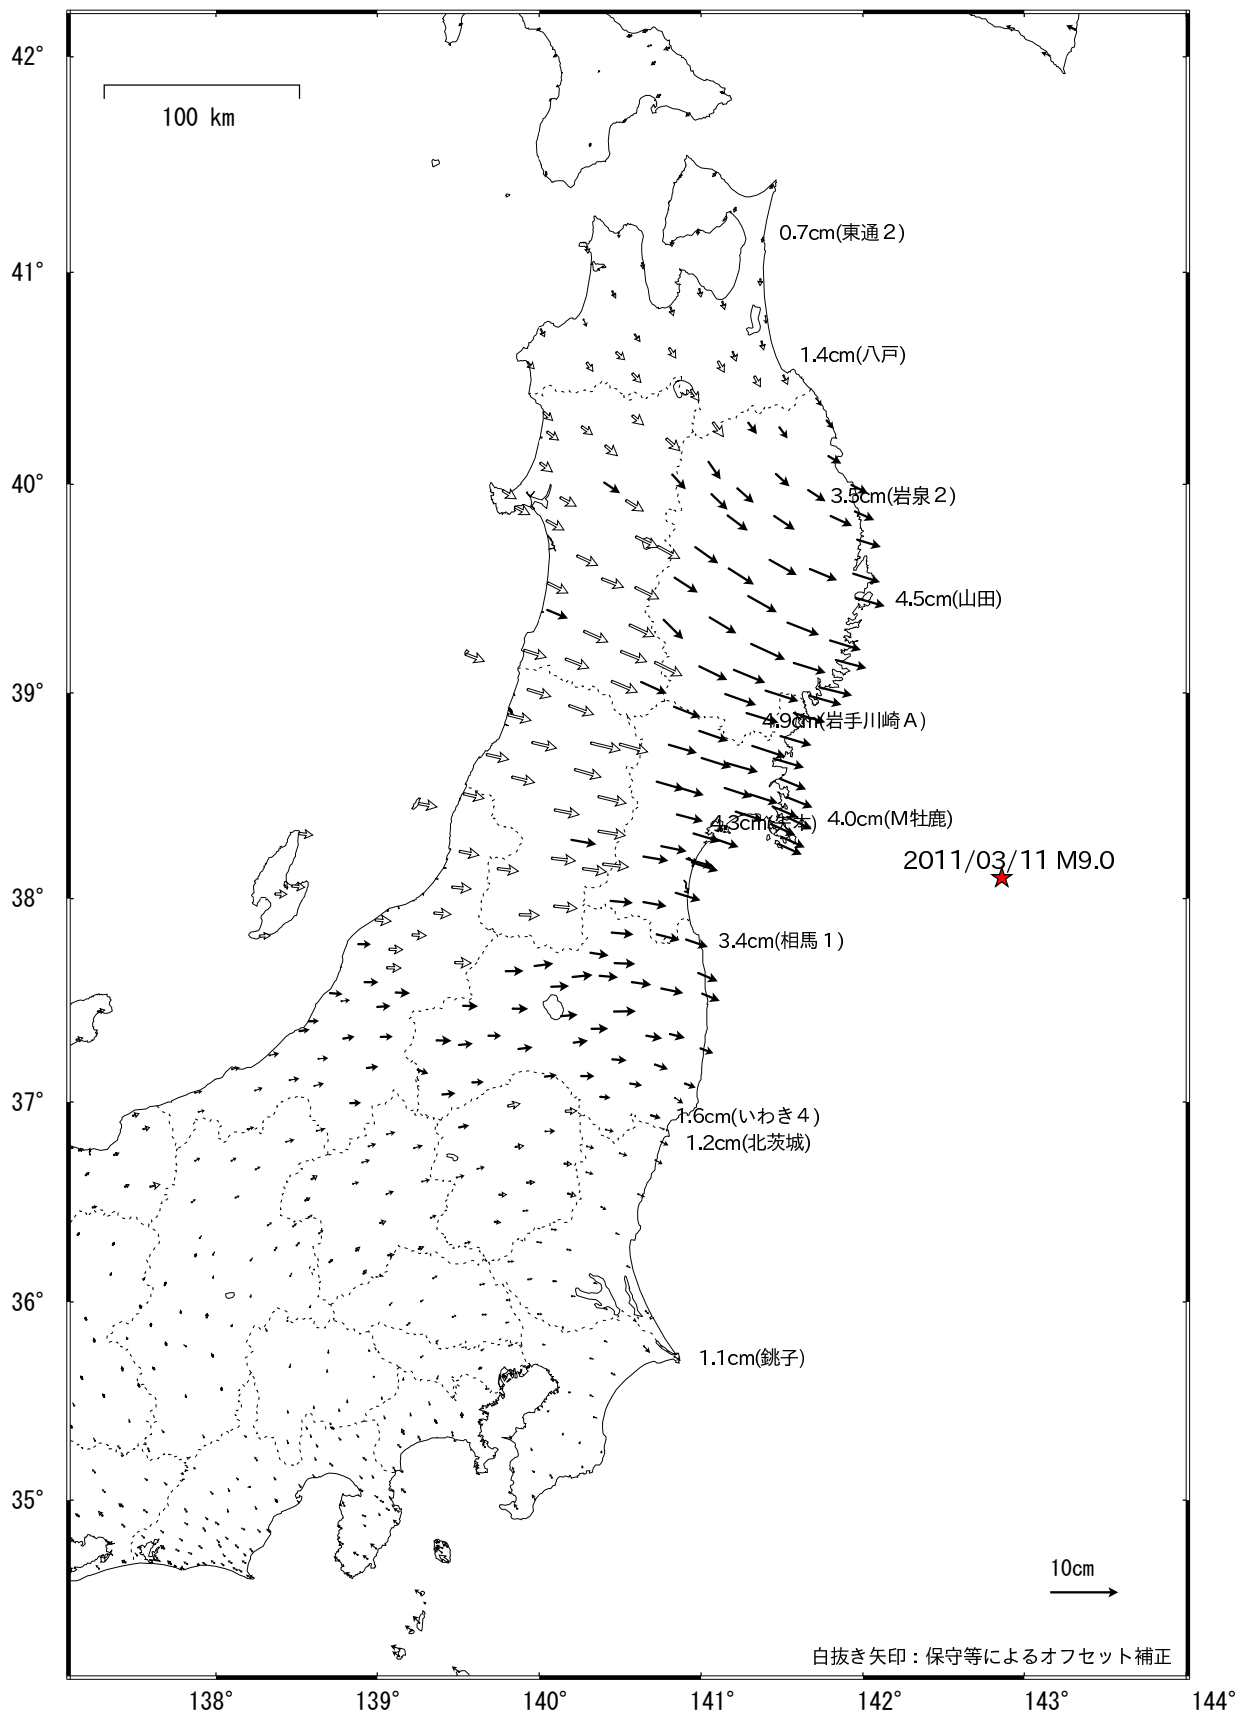 42°
100 km
0.7cm(東通２)
41°
1.4cm(八戸)
40°
3.5cm(岩泉２)
4.5cm(山田)
39°
4.9cm(岩手川崎Ａ)
4.3cm(矢本)
4.0cm(Ｍ牡鹿)
2011/03/11 M9.0
38°
3.4cm(相馬１)
37°
1.6cm(いわき４)
1.2cm(北茨城)
36°
1.1cm(銚子)
35°
10cm
白抜き矢印：保守等によるオフセット補正
138° 139° 140° 141° 142° 143° 144°